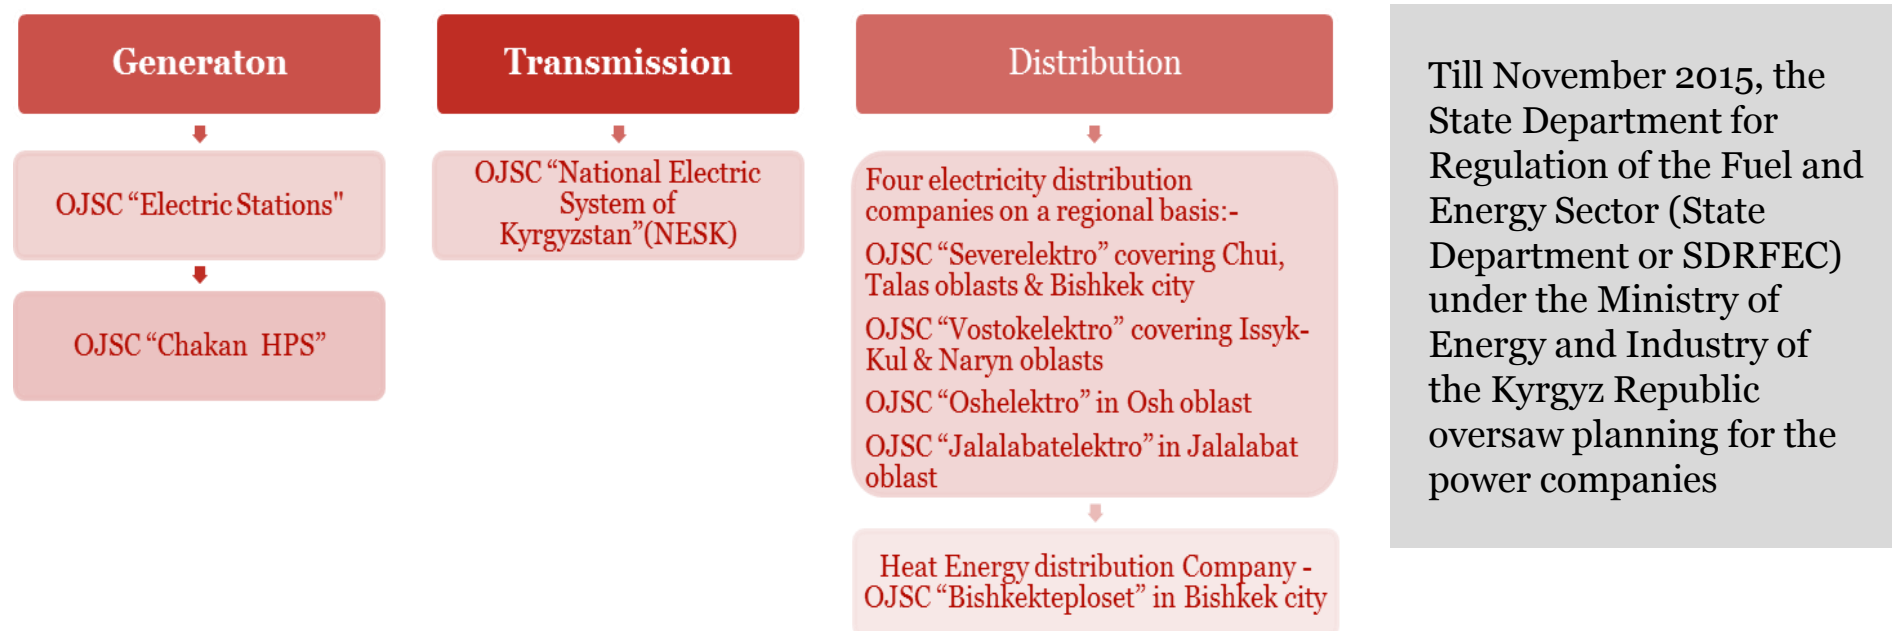 Generaton
OJSC “Electric Stations"
OJSC “Chakan HPS”
Transmission
OJSC “National Electric
System of
Kyrgyzstan”(NESK)
Distribution
Four electricity distribution
companies on a regional basis:-
OJSC “Severelektro” covering Chui,
Talas oblasts & Bishkek city
OJSC “Vostokelektro” covering Issyk-
Kul & Naryn oblasts
OJSC “Oshelektro” in Osh oblast
OJSC “Jalalabatelektro” in Jalalabat
oblast
Heat Energy distribution Company -
OJSC “Bishkekteploset” in Bishkek city
Till November 2015, the
State Department for
Regulation of the Fuel and
Energy Sector (State
Department or SDRFEC)
under the Ministry of
Energy and Industry of
the Kyrgyz Republic
oversaw planning for the
power companies